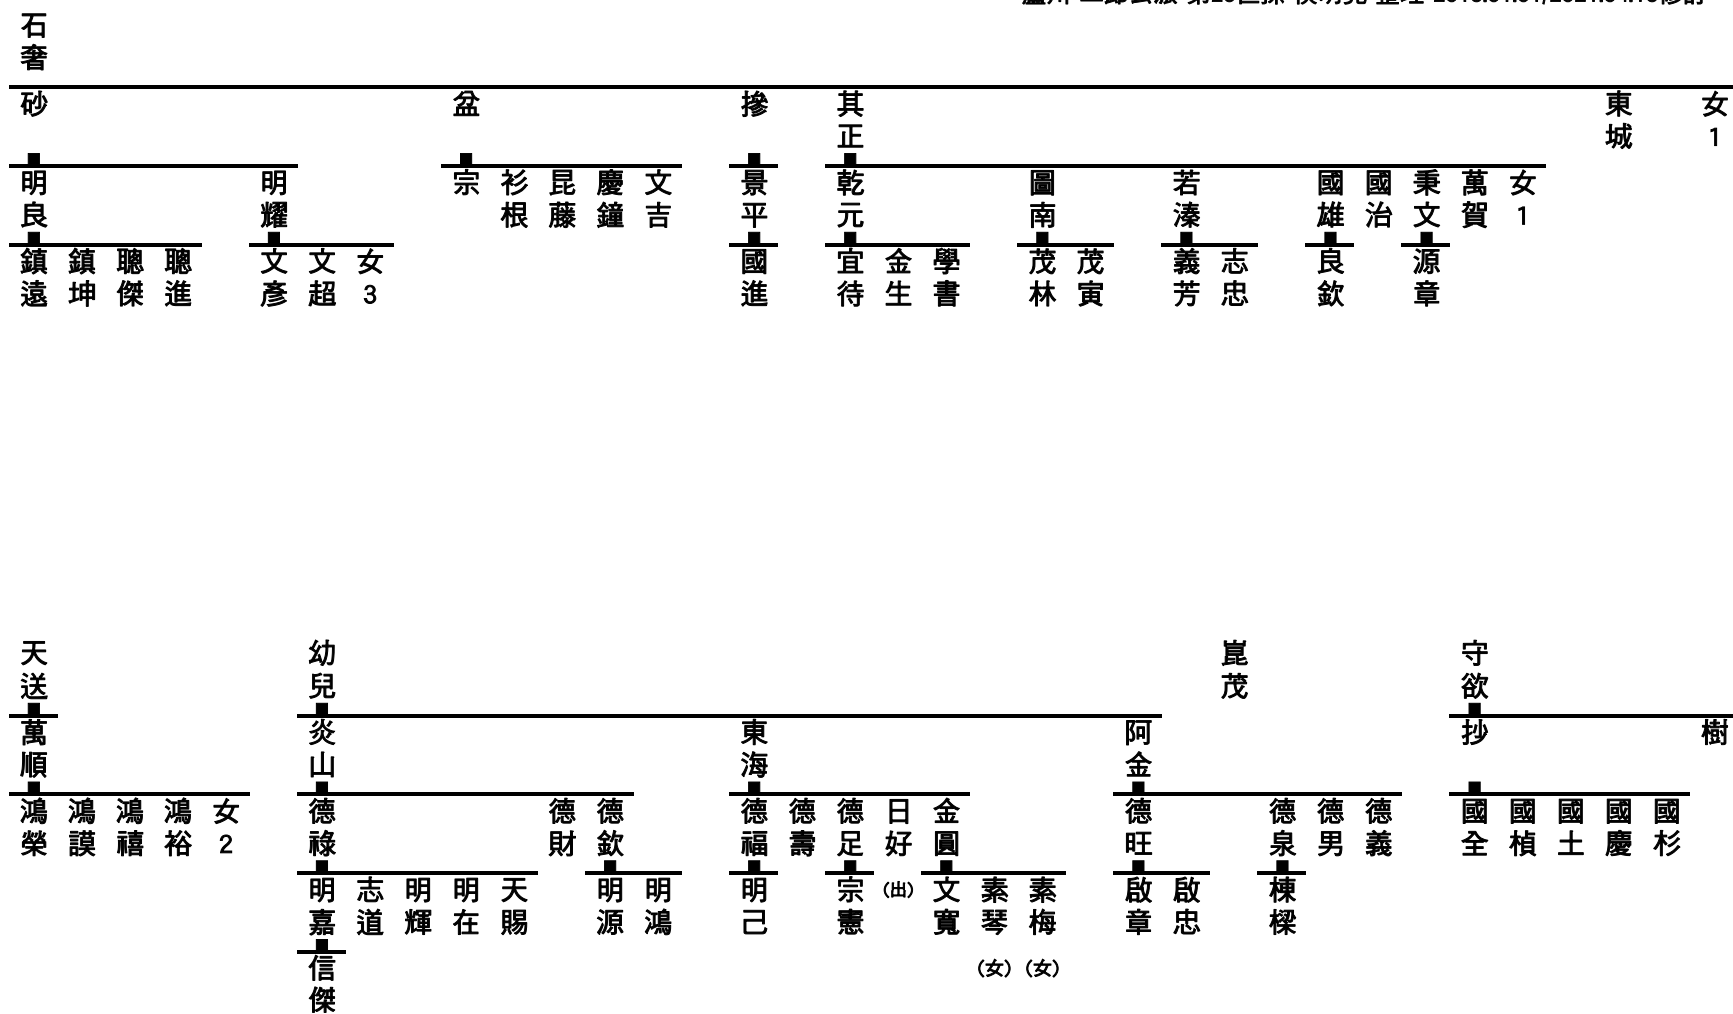 石奢
砂 盆 摻 其正 東城 女1
明良 明耀 宗 衫根 昆藤 慶鐘 文吉 景平 乾元 圖南 若溱 國雄 國治 秉文 萬賀 女1
鎮遠 鎮坤 聰傑 聰進 文彥 文超 女3 國進 宜待 金生 學書 茂林 茂寅 義芳 志忠 良欽 源章
天送 幼兒 崑茂 守欲
萬順 炎山 東海 阿金 抄 樹
鴻榮 鴻謨 鴻禧 鴻裕 女2 德祿 德財 德欽 德福 德壽 德足 日好 金圓 德旺 德泉 德男 德義 國全 國楨 國土 國慶 國杉
明嘉 志道 明輝 明在 天賜 明源 明鴻 明己 宗憲 (出) 文寬 素琴 素梅 啟章 啟忠 棟樑
(女) (女)
信傑